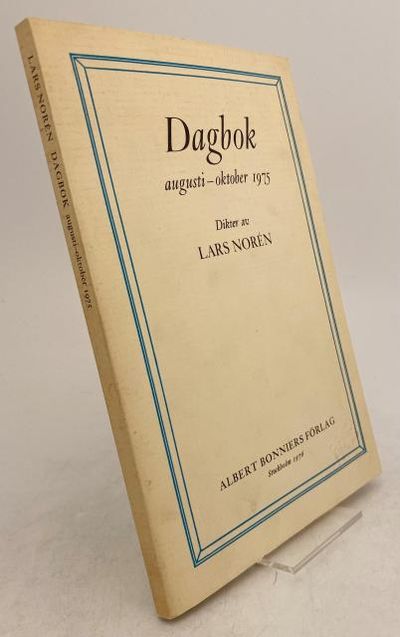 LARS NORÉN DAGBOK augusti–oktober 1975
Dagbok
augusti – oktober 1975
Dikter av
LARS NORÉN
ALBERT BONNIERS FÖRLAG
Stockholm 1976